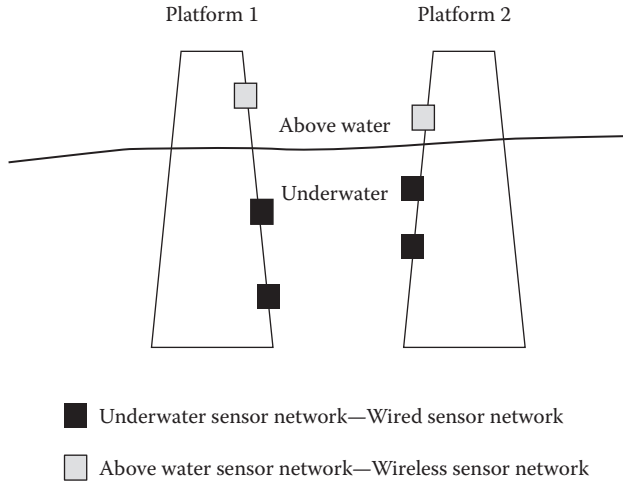 Platform 1
Platform 2
Above water
Underwater
Underwater sensor network—Wired sensor network
Above water sensor network—Wireless sensor network